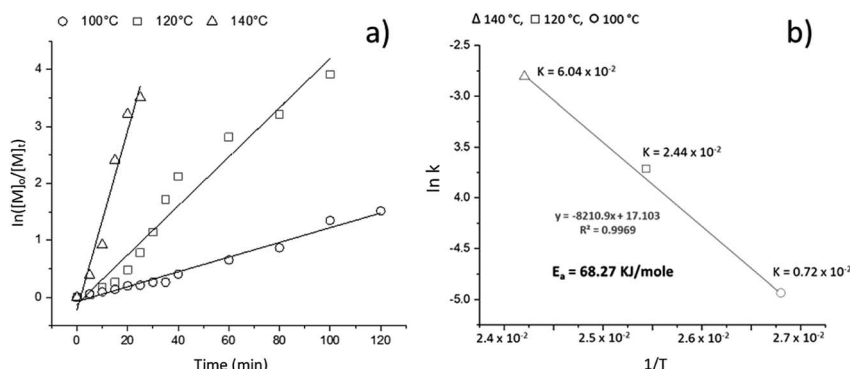 ○ 100°C □ 120°C △ 140°C
a)
ln([M]₀/[M]ₜ)
4
3
2
1
0
0 20 40 60 80 100 120
Time (min)
Δ 140 °C, □ 120 °C ○ 100 °C
b)
ln k
-2.5
-3.0
-3.5
4.0
-4.5
-5.0
K = 6.04 x 10⁻²
K = 2.44 x 10⁻²
y = -8210.9x + 17.103
R² = 0.9969
Eₐ = 68.27 KJ/mole
K = 0.72 x 10⁻²
2.4 x 10⁻² 2.5 x 10⁻² 2.6 x 10⁻² 2.7 x 10⁻²
1/T